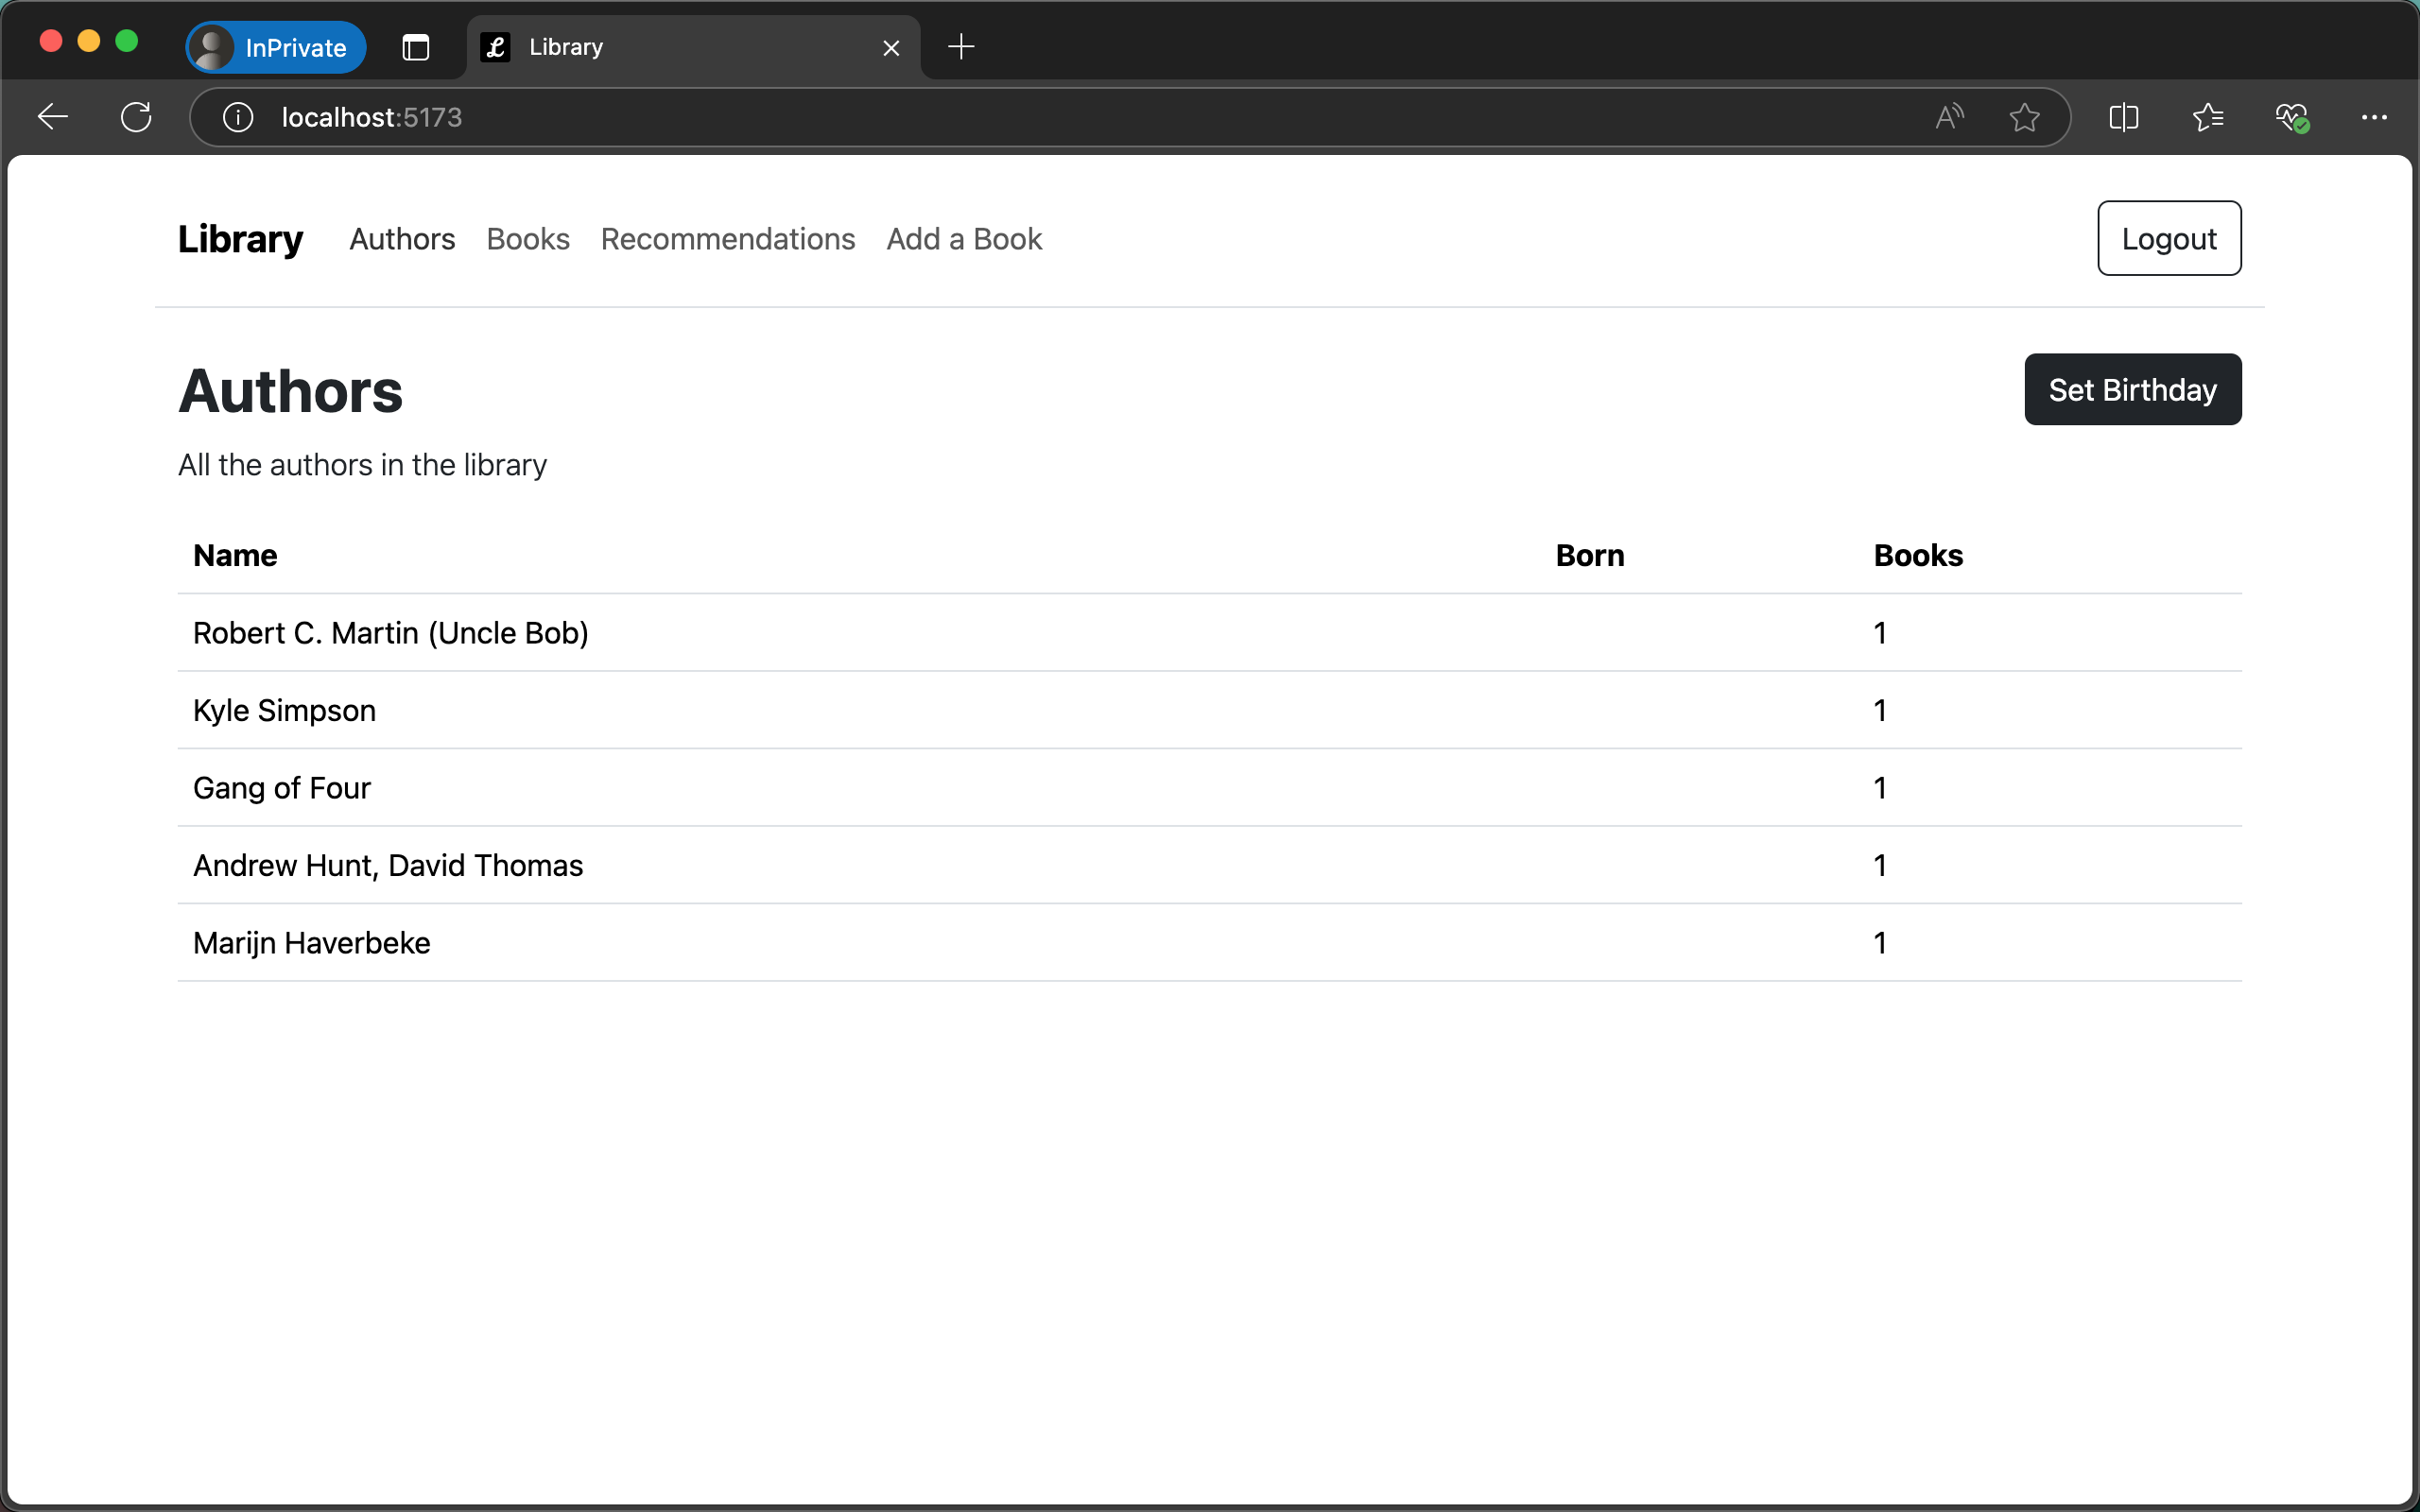 InPrivate
ℒ Library
localhost:5173
Library Authors Books Recommendations Add a Book Logout
Authors Set Birthday
All the authors in the library
Name Born Books
Robert C. Martin (Uncle Bob) 1
Kyle Simpson 1
Gang of Four 1
Andrew Hunt, David Thomas 1
Marijn Haverbeke 1